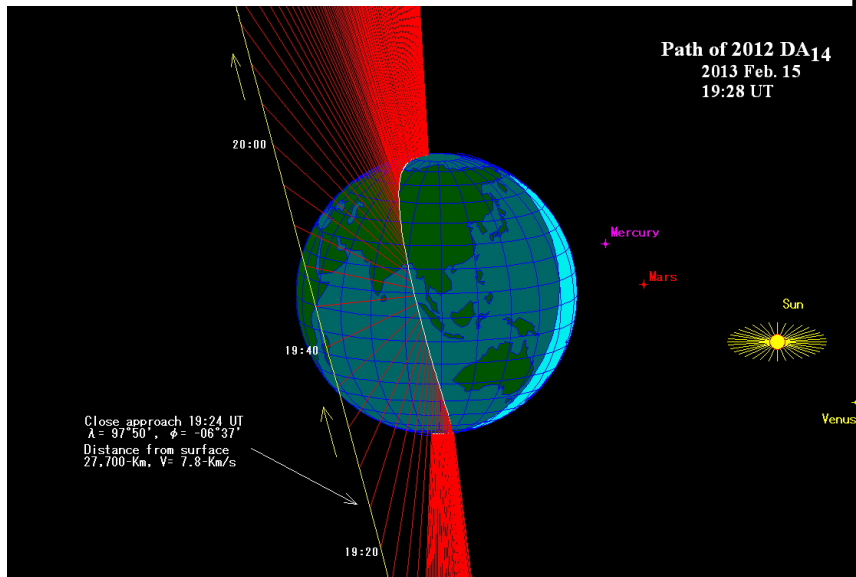 Path of 2012 DA14
2013 Feb. 15
19:28 UT
20:00
Mercury
Mars
Sun
19:40
Venus
Close approach 19:24 UT
λ = 97°50', φ = -06°37'
Distance from surface
27,700-Km, V= 7.8-Km/s
19:20